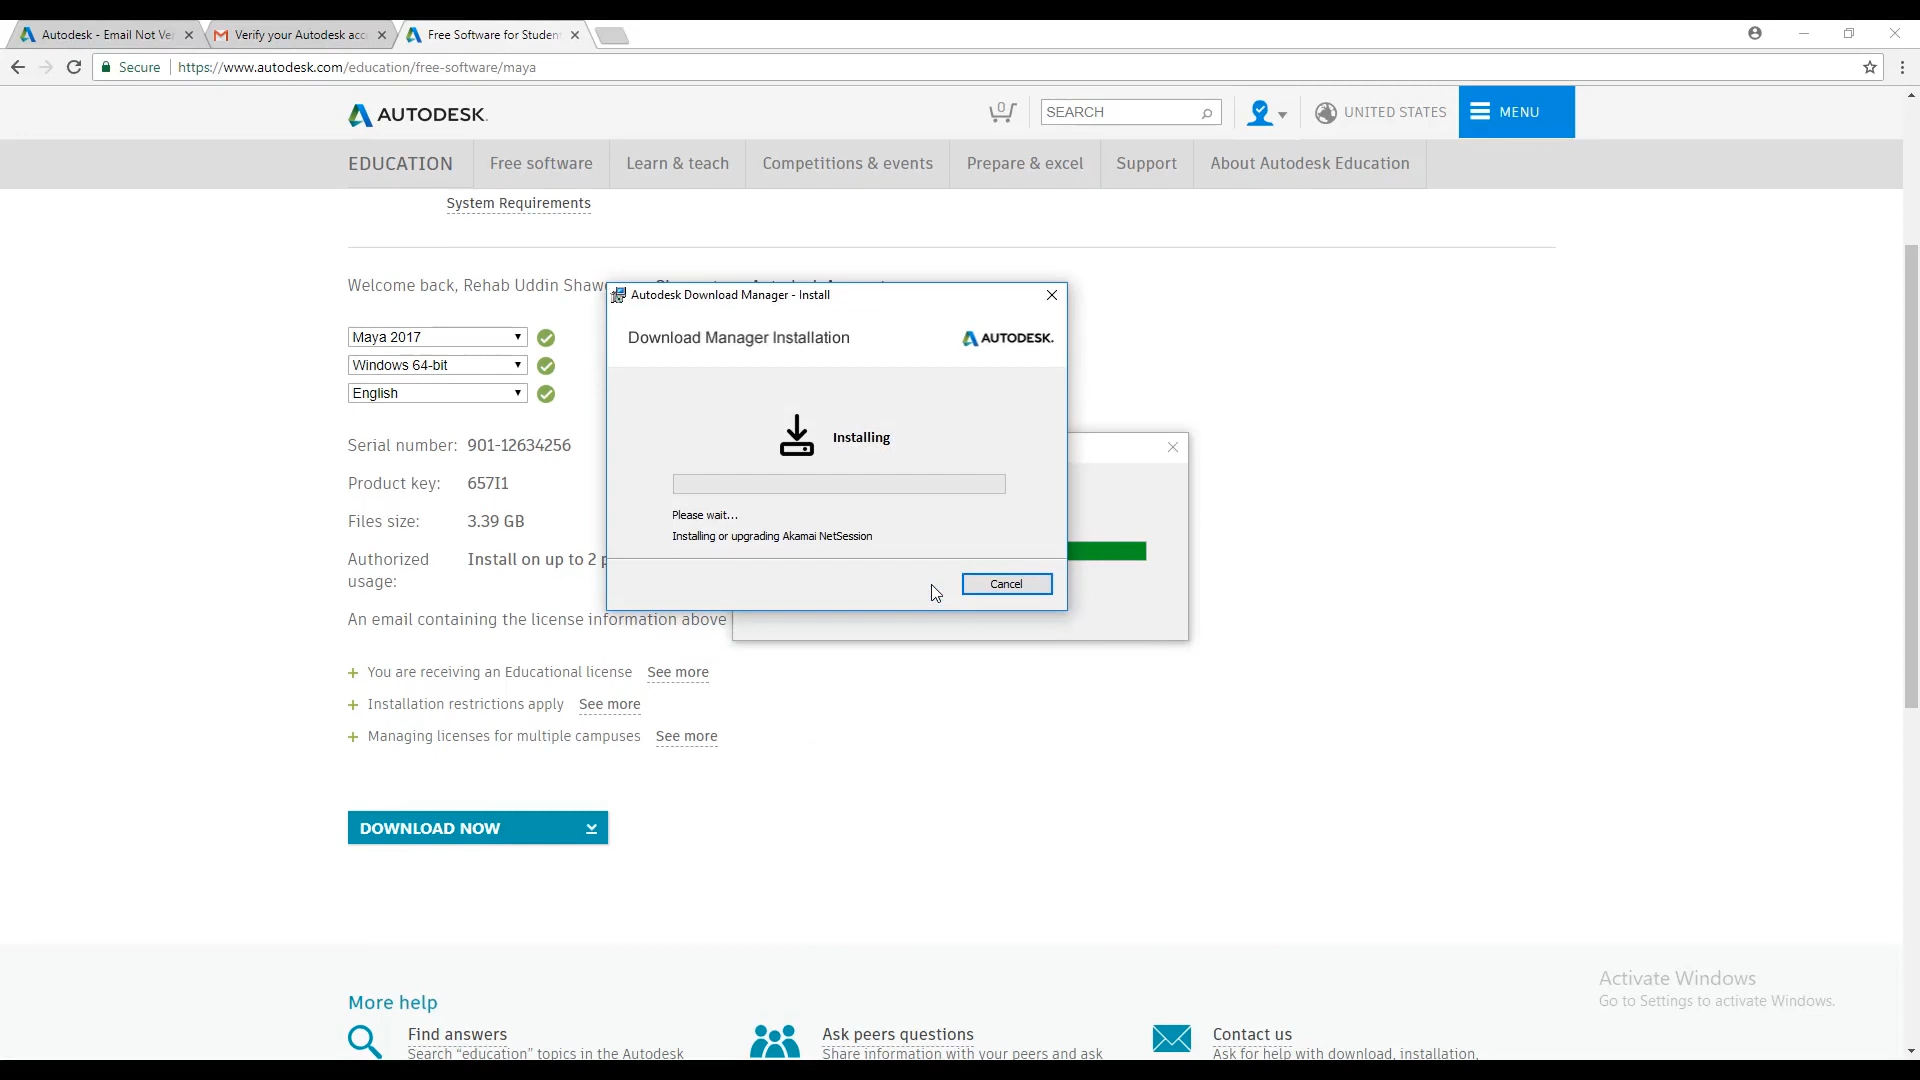 Autodesk - Email Not Ve
Verify your Autodesk acc
Free Software for Studen
Secure
https://www.autodesk.com/education/free-software/maya
AUTODESK.
0
SEARCH
UNITED STATES
MENU
EDUCATION
Free software
Learn & teach
Competitions & events
Prepare & excel
Support
About Autodesk Education
System Requirements
Welcome back, Rehab Uddin Shaw
Autodesk Download Manager - Install
Download Manager Installation
AUTODESK.
Maya 2017
Windows 64-bit
English
Installing
Serial number: 901-12634256
Product key: 657I1
Files size: 3.39 GB
Please wait...
Installing or upgrading Akamai NetSession
Authorized usage: Install on up to 2 p
Cancel
An email containing the license information above
You are receiving an Educational license See more
Installation restrictions apply See more
Managing licenses for multiple campuses See more
DOWNLOAD NOW
Activate Windows
Go to Settings to activate Windows.
More help
Find answers
Search “education” topics in the Autodesk
Ask peers questions
Share information with your peers and ask
Contact us
Ask for help with download, installation,